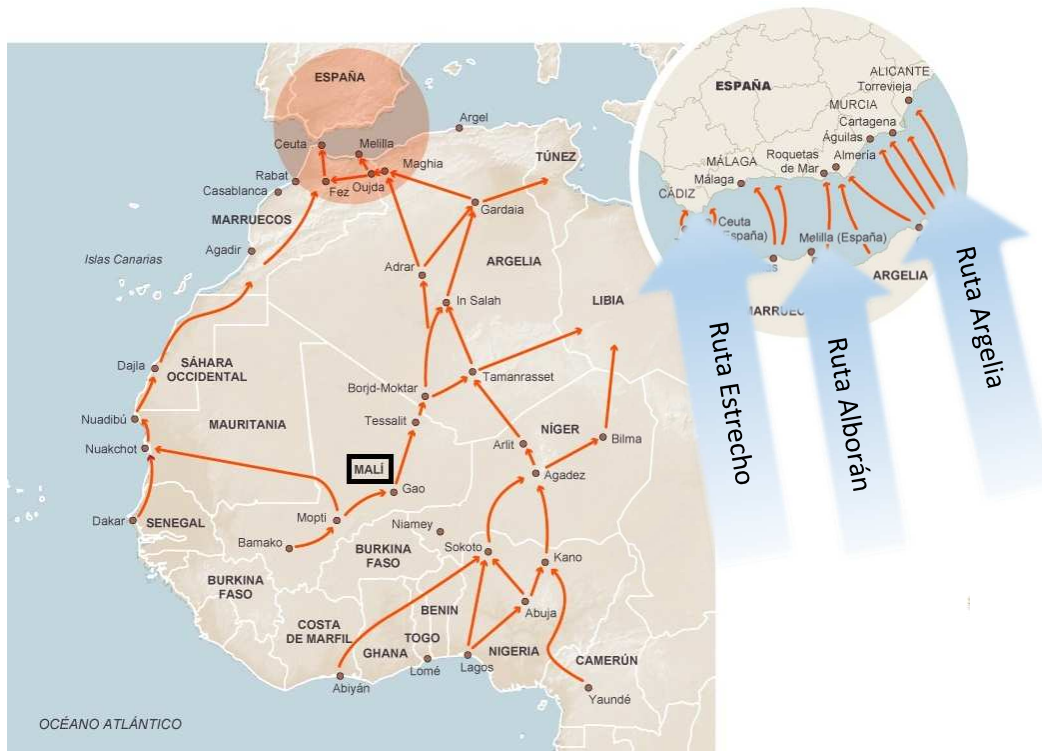 ESPAÑA
Argel
Ceuta
Melilla
Maghia
TÚNEZ
Rabat
Fez
Oujda
Casablanca
Gardaia
MARRUECOS
Agadir
Islas Canarias
Adrar
ARGELIA
In Salah
LIBIA
Dajla
SÁHARA
OCCIDENTAL
Borjd-Moktar
Tamanrasset
Nuadibú
Tessalit
MAURITANIA
NÍGER
Nuakchot
Arlit
Bilma
MALÍ
Agadez
Gao
Dakar
SENEGAL
Mopti
Niamey
Bamako
BURKINA
FASO
Sokoto
Kano
BURKINA
FASO
Abuja
BENIN
COSTA
DE MARFIL
TOGO
GHANA
NIGERIA
CAMERÚN
Lomé
Lagos
Abiyán
Yaundé
OCÉANO ATLÁNTICO
ALICANTE
Torrevieja
ESPAÑA
MURCIA
Cartagena
Águilas
MÁLAGA
Roquetas
de Mar
Almería
Málaga
CÁDIZ
Ceuta
España)
Melilla (España)
ARGELIA
MARRUEC
Ruta Estrecho
Ruta Alborán
Ruta Argelia